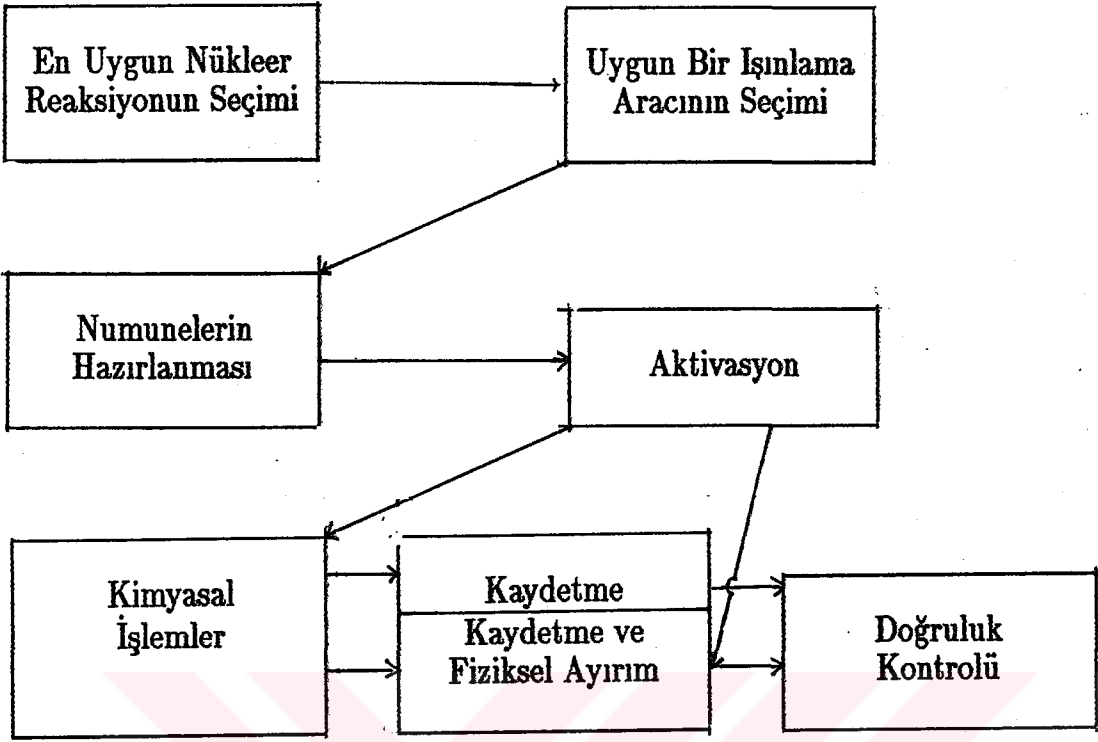 En Uygun Nükleer
Reaksiyonun Seçimi
Uygun Bir Işınlama
Aracının Seçimi
Numunelerin
Hazırlanması
Aktivasyon
Kimyasal
İşlemler
Kaydetme
Kaydetme ve
Fiziksel Ayırım
Doğruluk
Kontrolü